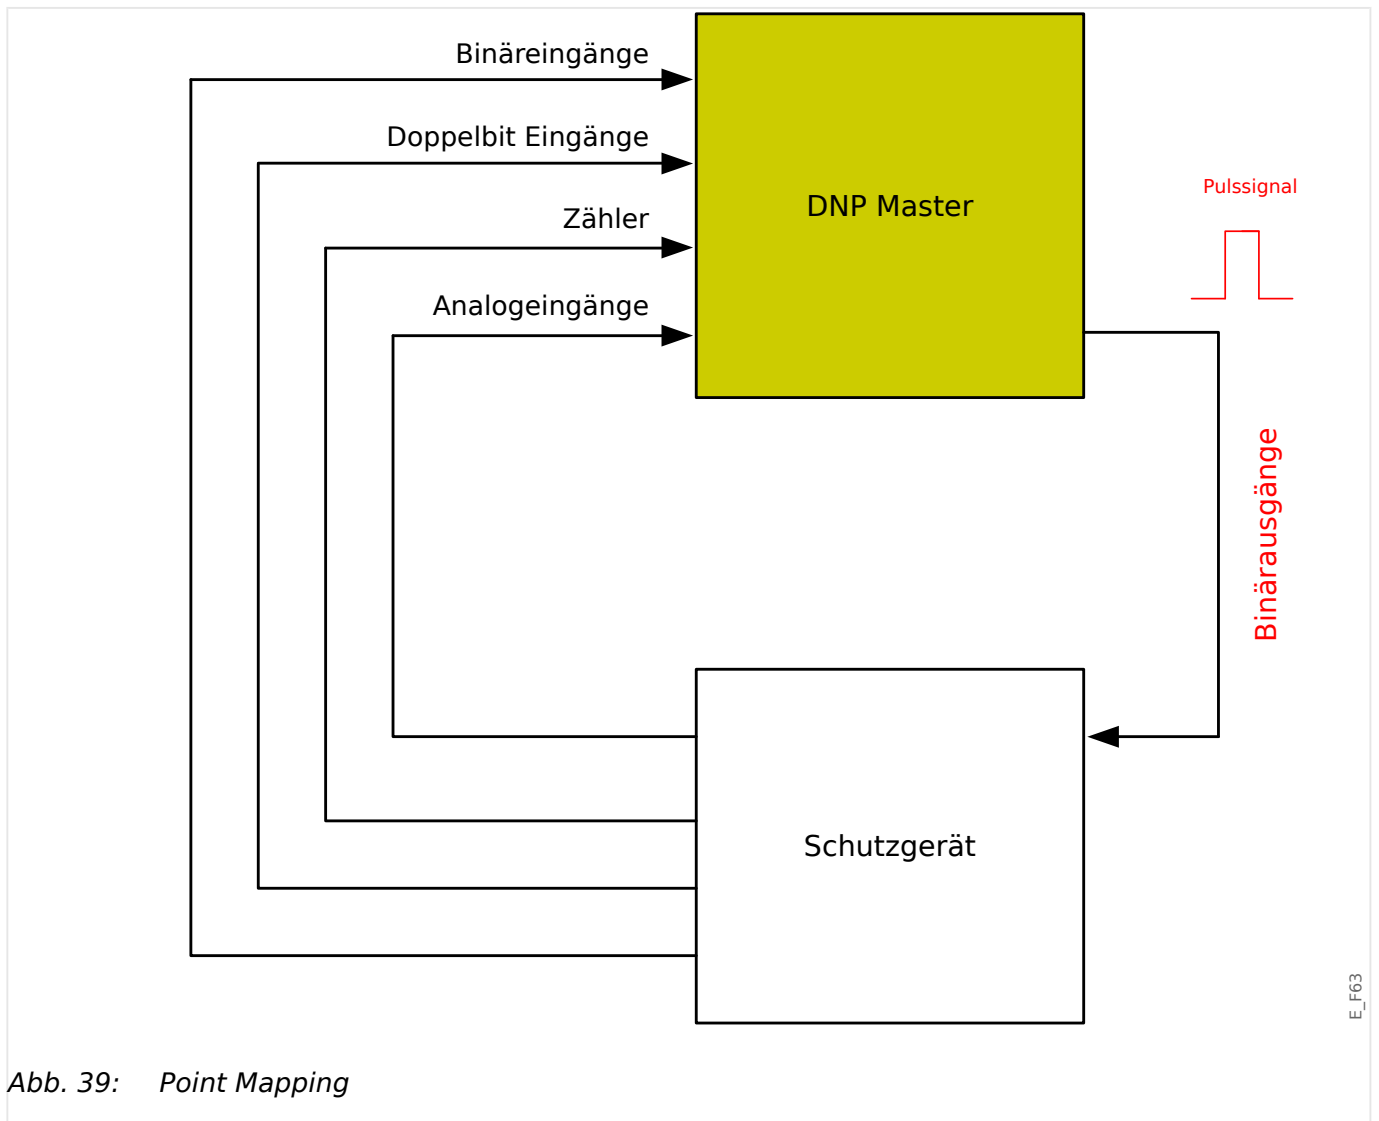 Binäreingänge
Doppelbit Eingänge
Zähler
Analogeingänge
DNP Master
Pulssignal
Binärausgänge
Schutzgerät
E_F63
Abb. 39: Point Mapping